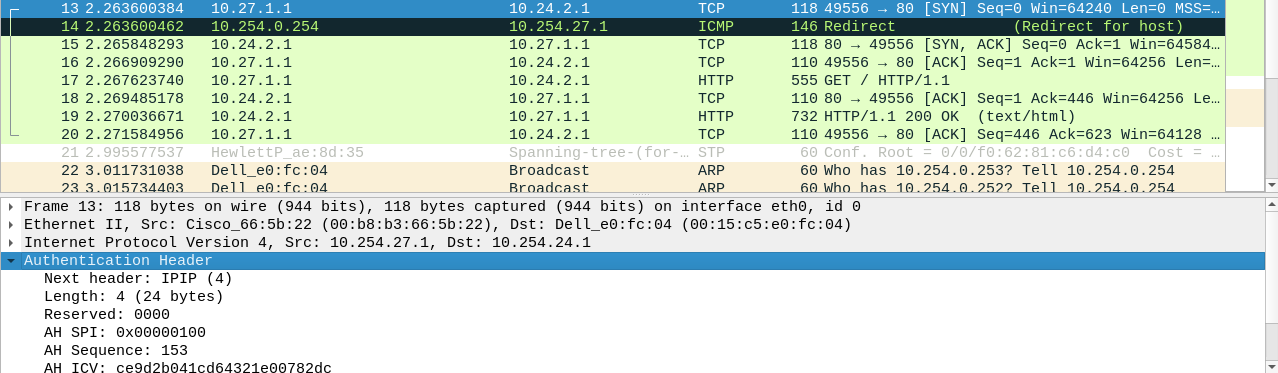 13 2.263600384 10.27.1.1 10.24.2.1 TCP 118 49556 → 80 [SYN] Seq=0 Win=64240 Len=0 MSS=…
14 2.263600462 10.254.0.254 10.254.27.1 ICMP 146 Redirect (Redirect for host)
15 2.265848293 10.24.2.1 10.27.1.1 TCP 118 80 → 49556 [SYN, ACK] Seq=0 Ack=1 Win=64584…
16 2.266909290 10.27.1.1 10.24.2.1 TCP 110 49556 → 80 [ACK] Seq=1 Ack=1 Win=64256 Len=…
17 2.267623740 10.27.1.1 10.24.2.1 HTTP 555 GET / HTTP/1.1
18 2.269485178 10.24.2.1 10.27.1.1 TCP 110 80 → 49556 [ACK] Seq=1 Ack=446 Win=64256 Le…
19 2.270036671 10.24.2.1 10.27.1.1 HTTP 732 HTTP/1.1 200 OK (text/html)
20 2.271584956 10.27.1.1 10.24.2.1 TCP 110 49556 → 80 [ACK] Seq=446 Ack=623 Win=64128 …
21 2.995577537 HewlettP_ae:8d:35 Spanning-tree-(for-… STP 60 Conf. Root = 0/0/f0:62:81:c6:d4:c0 Cost = …
22 3.011731038 Dell_e0:fc:04 Broadcast ARP 60 Who has 10.254.0.253? Tell 10.254.0.254
23 3.015734403 Dell_e0:fc:04 Broadcast ARP 60 Who has 10.254.0.252? Tell 10.254.0.254
Frame 13: 118 bytes on wire (944 bits), 118 bytes captured (944 bits) on interface eth0, id 0
Ethernet II, Src: Cisco_66:5b:22 (00:b8:b3:66:5b:22), Dst: Dell_e0:fc:04 (00:15:c5:e0:fc:04)
Internet Protocol Version 4, Src: 10.254.27.1, Dst: 10.254.24.1
Authentication Header
Next header: IPIP (4)
Length: 4 (24 bytes)
Reserved: 0000
AH SPI: 0x00000100
AH Sequence: 153
AH ICV: ce9d2b041cd64321e00782dc